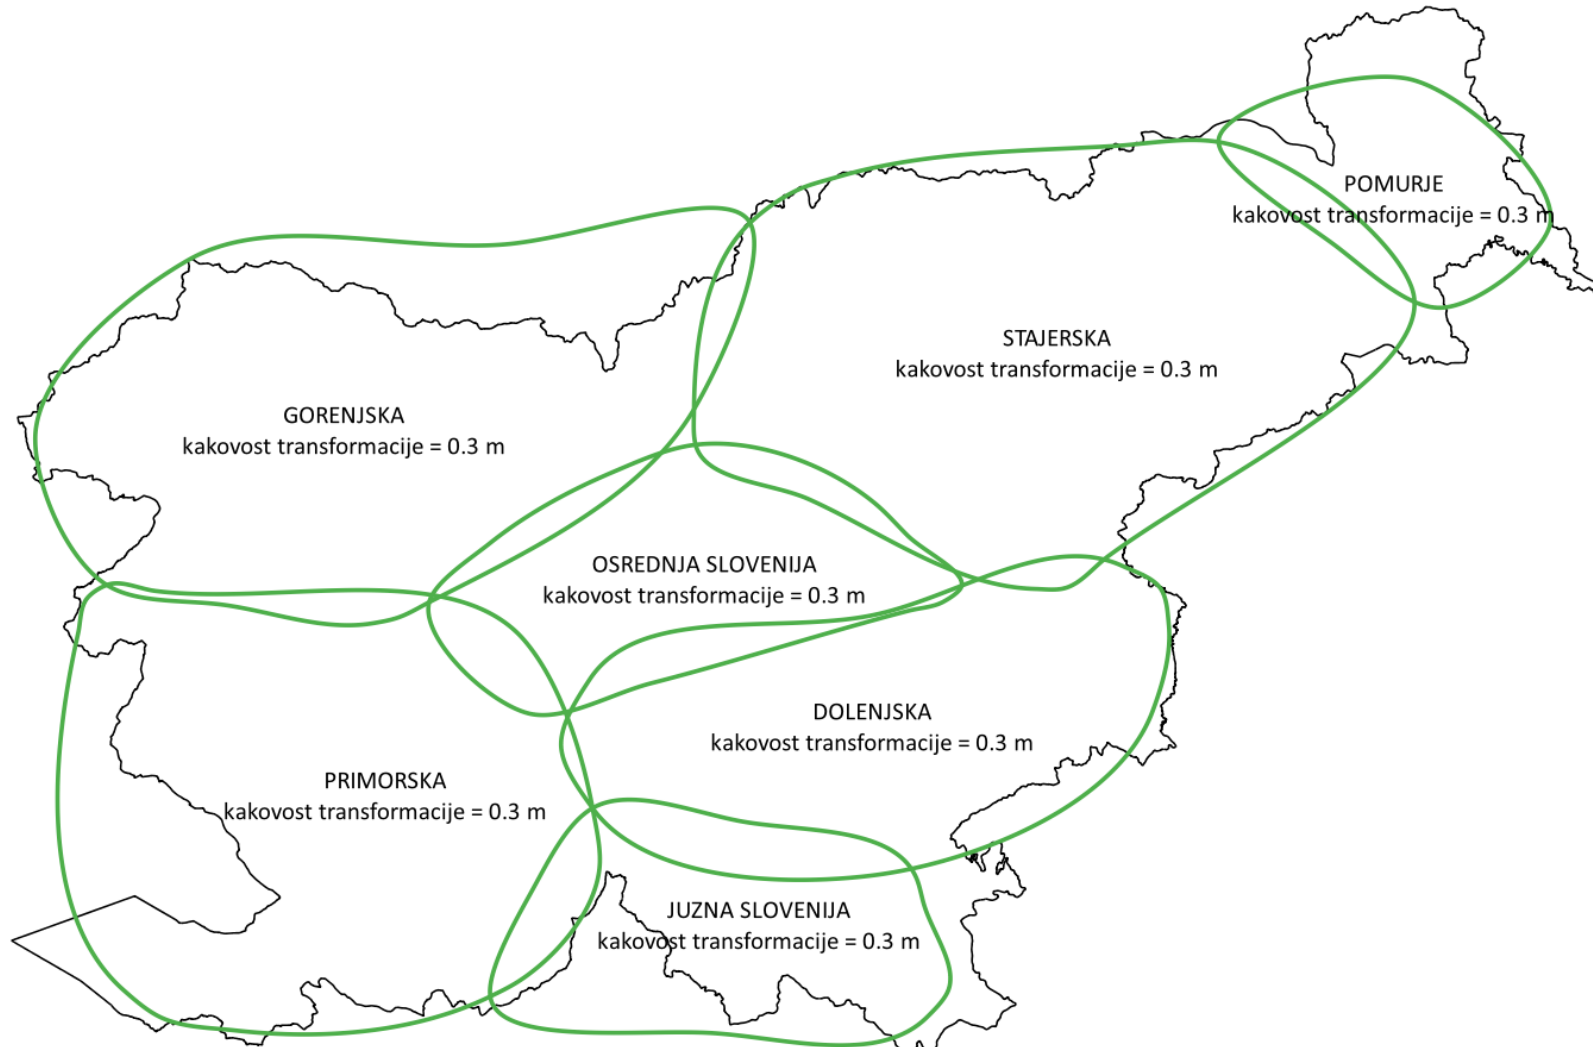 POMURJE
kakovost transformacije = 0.3 m
STAJERSKA
kakovost transformacije = 0.3 m
GORENJSKA
kakovost transformacije = 0.3 m
OSREDNJA SLOVENIJA
kakovost transformacije = 0.3 m
DOLENJSKA
kakovost transformacije = 0.3 m
PRIMORSKA
kakovost transformacije = 0.3 m
JUZNA SLOVENIJA
kakovost transformacije = 0.3 m